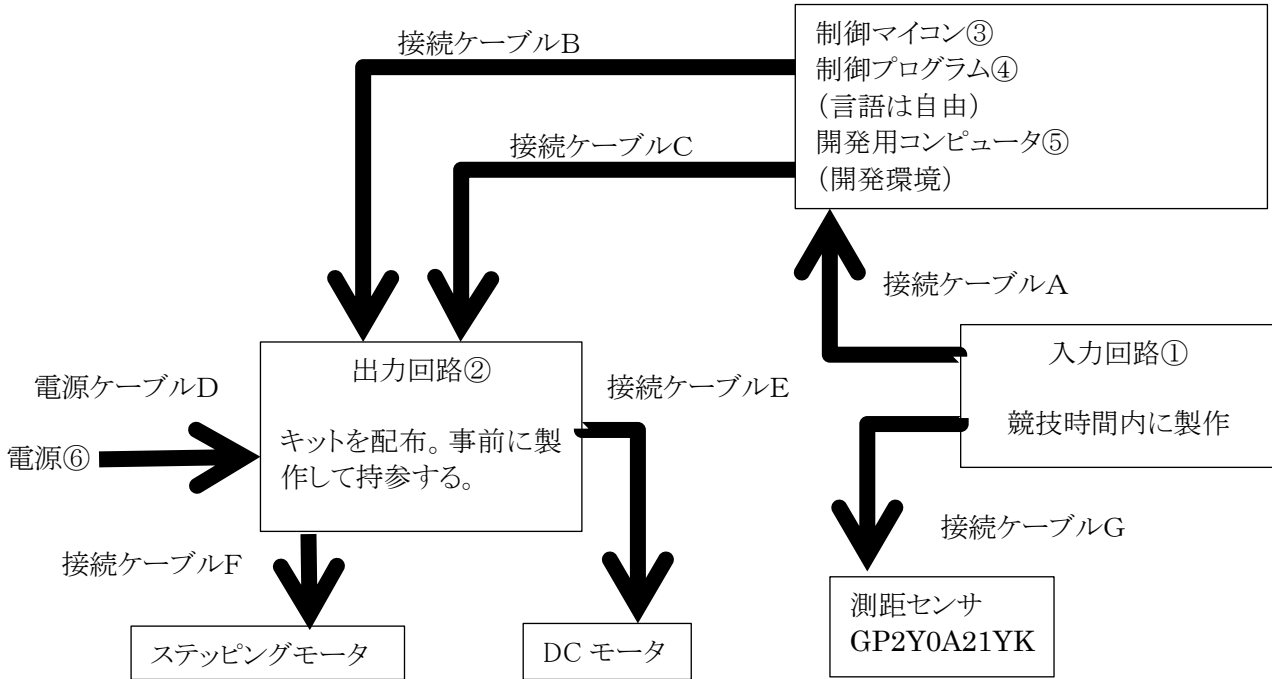 接続ケーブルB
制御マイコン③
制御プログラム④
（言語は自由）
開発用コンピュータ⑤
（開発環境）
接続ケーブルC
接続ケーブルA
入力回路①
競技時間内に製作
出力回路②
キットを配布。事前に製
作して持参する。
電源ケーブルD
電源⑥
接続ケーブルE
接続ケーブルG
接続ケーブルF
測距センサ
GP2Y0A21YK
ステッピングモータ
DC モータ